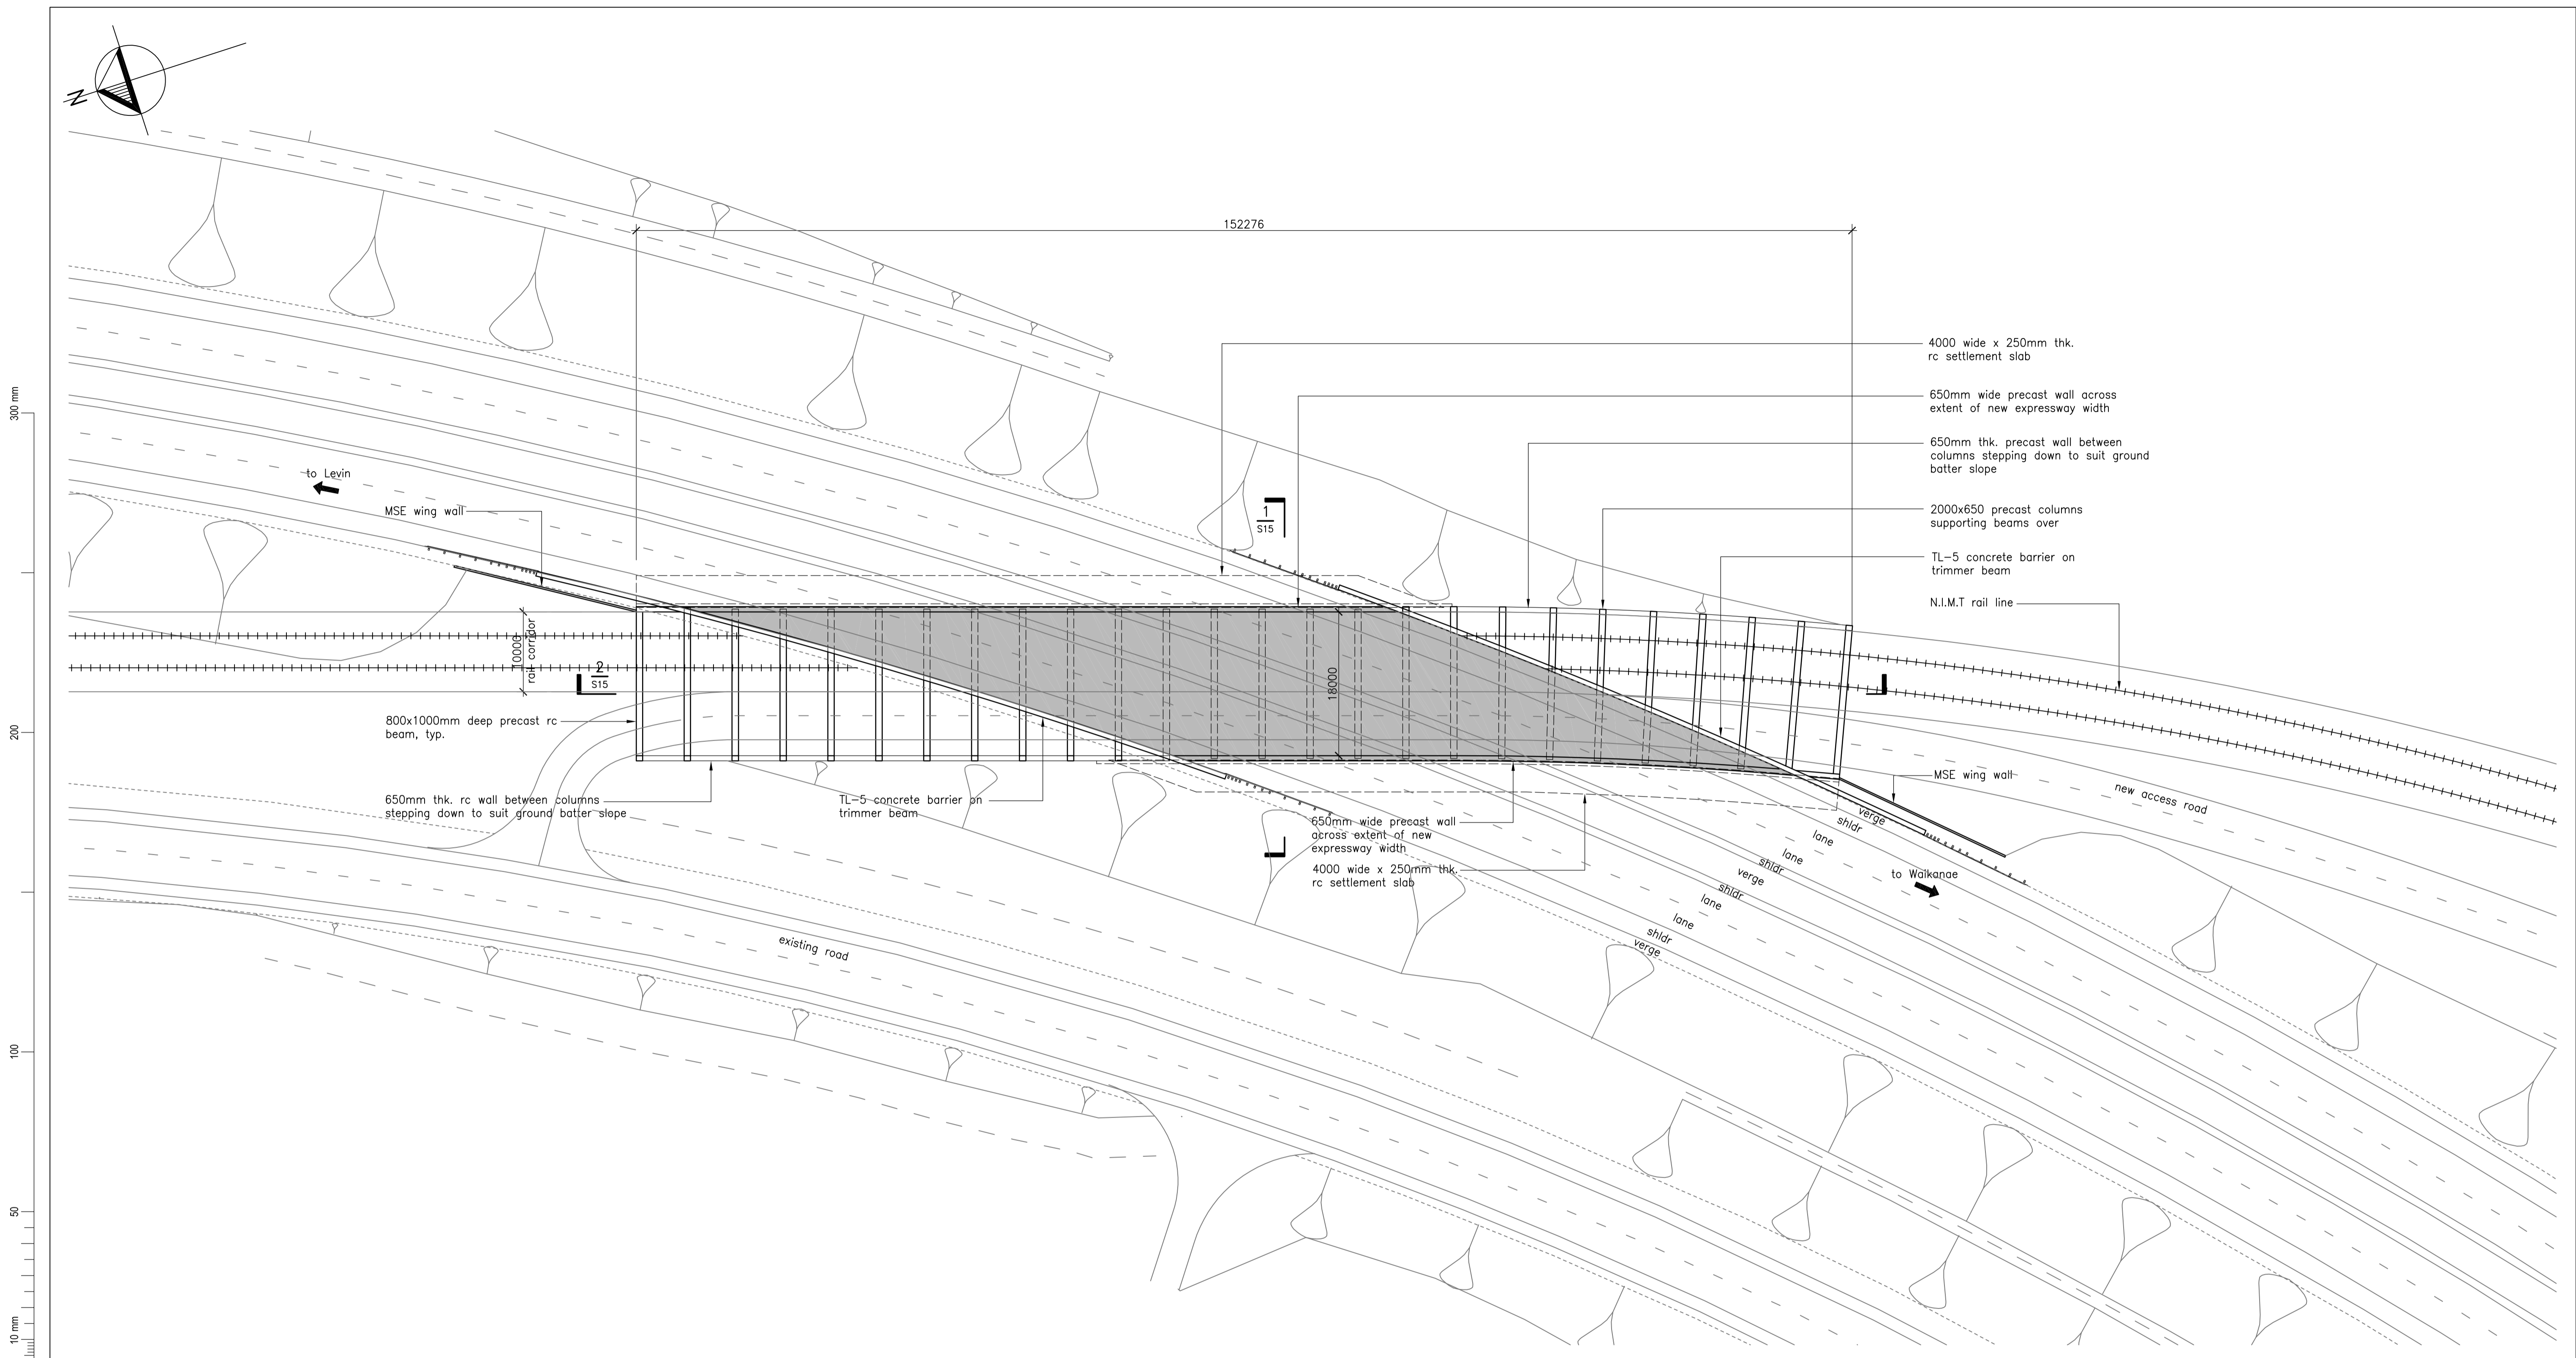 N
152276
4000 wide x 250mm thk.
rc settlement slab
650mm wide precast wall across
extent of new expressway width
650mm thk. precast wall between
columns stepping down to suit ground
batter slope
2000x650 precast columns
supporting beams over
TL-5 concrete barrier on
trimmer beam
N.I.M.T rail line
to Levin
MSE wing wall
1
S15
10000
rail corridor
2
S15
18000
800x1000mm deep precast rc
beam, typ.
650mm thk. rc wall between columns
stepping down to suit ground batter slope
TL-5 concrete barrier on
trimmer beam
650mm wide precast wall
across extent of new
expressway width
4000 wide x 250mm thk.
rc settlement slab
MSE wing wall
new access road
verge
shldr
lane
lane
shldr
verge
shldr
lane
lane
shldr
verge
to Waikanae
existing road
300 mm
200
100
50
10 mm